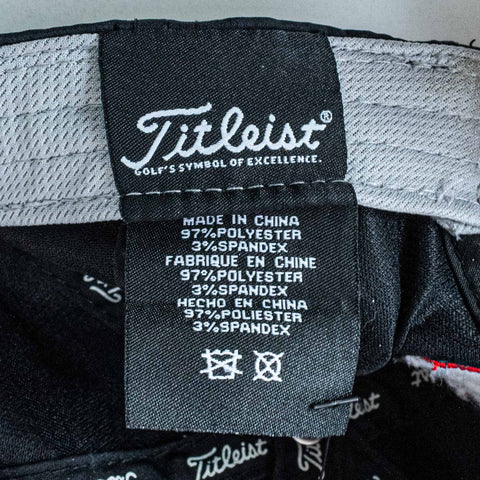 Titleist®
GOLF'S SYMBOL OF EXCELLENCE.
MADE IN CHINA
97%POLYESTER
3%SPANDEX
FABRIQUE EN CHINE
97%POLYESTER
3%SPANDEX
HECHO EN CHINA
97%POLIESTER
3%SPANDEX
Titleist